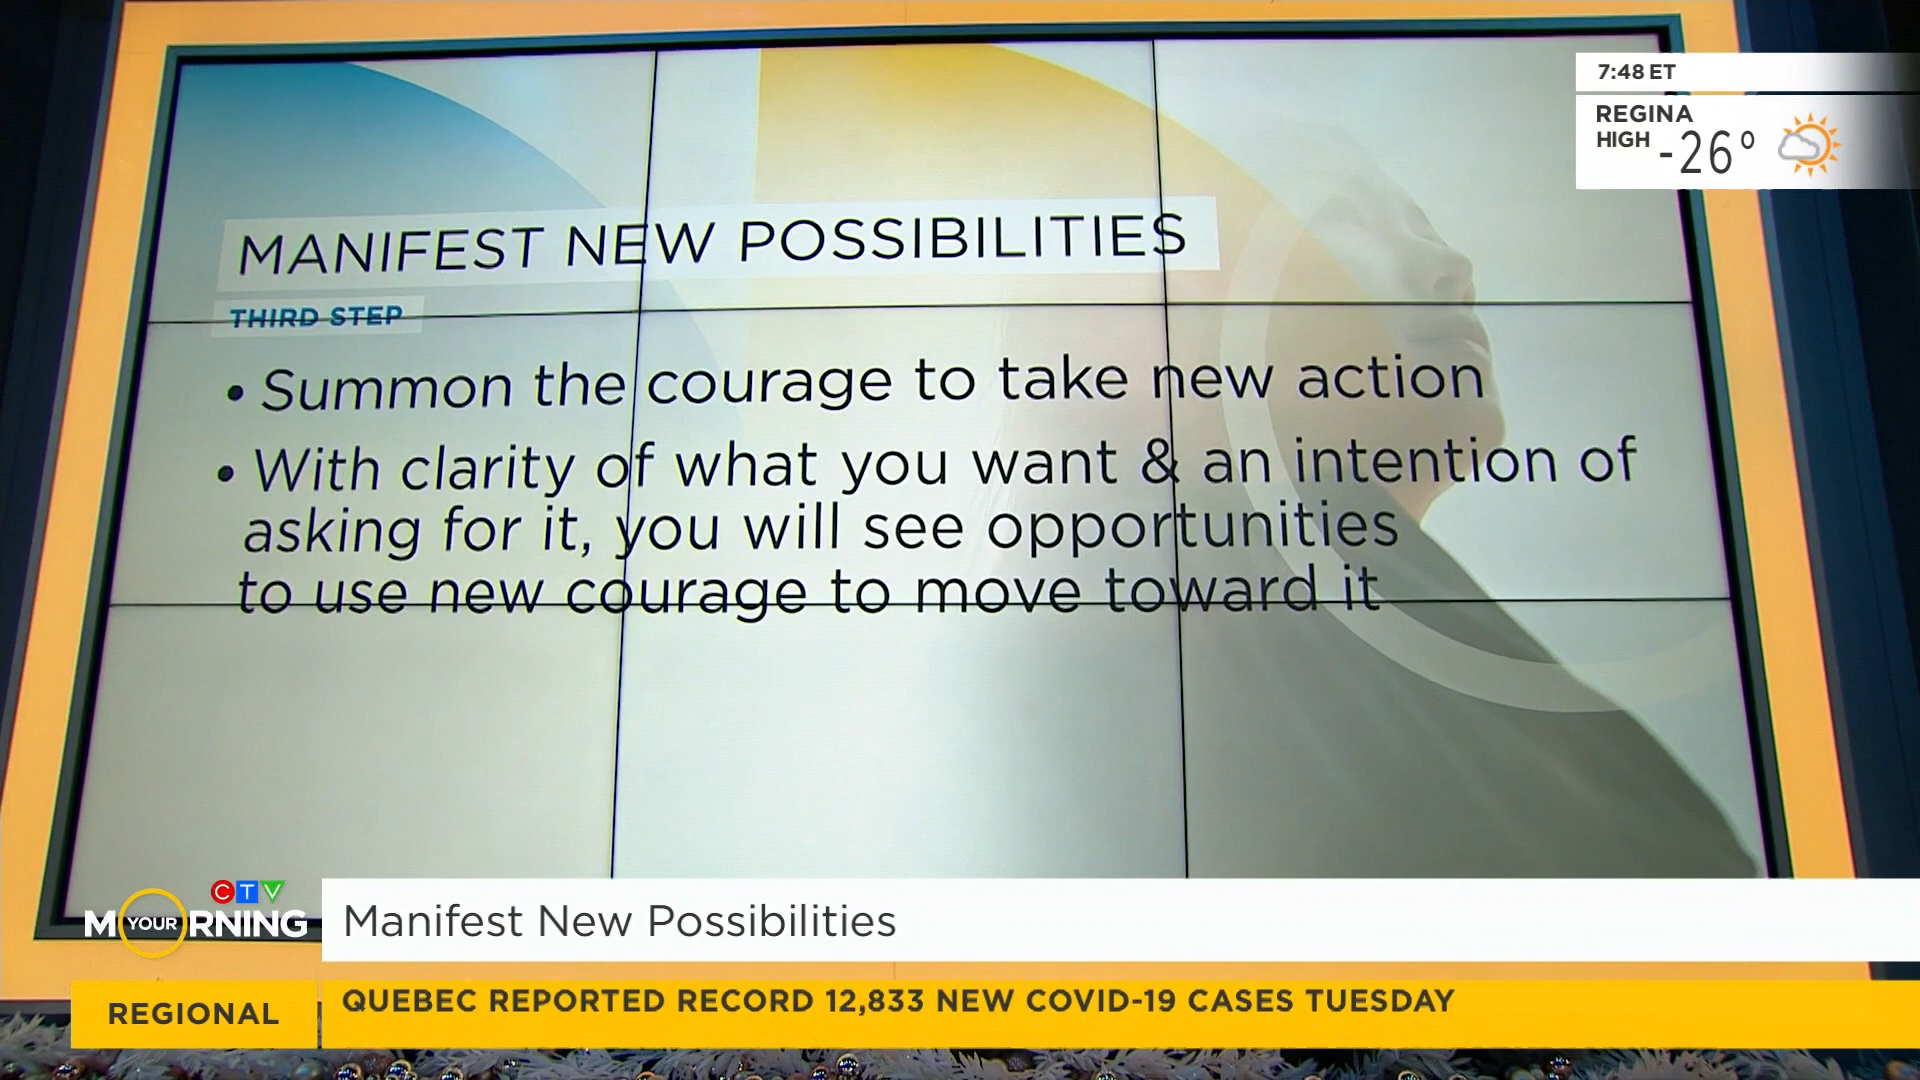 7:48 ET
REGINA
HIGH -26°
MANIFEST NEW POSSIBILITIES
THIRD STEP
• Summon the courage to take new action
• With clarity of what you want & an intention of
asking for it, you will see opportunities
to use new courage to move toward it
CTV
YOUR MORNING
Manifest New Possibilities
REGIONAL
QUEBEC REPORTED RECORD 12,833 NEW COVID-19 CASES TUESDAY